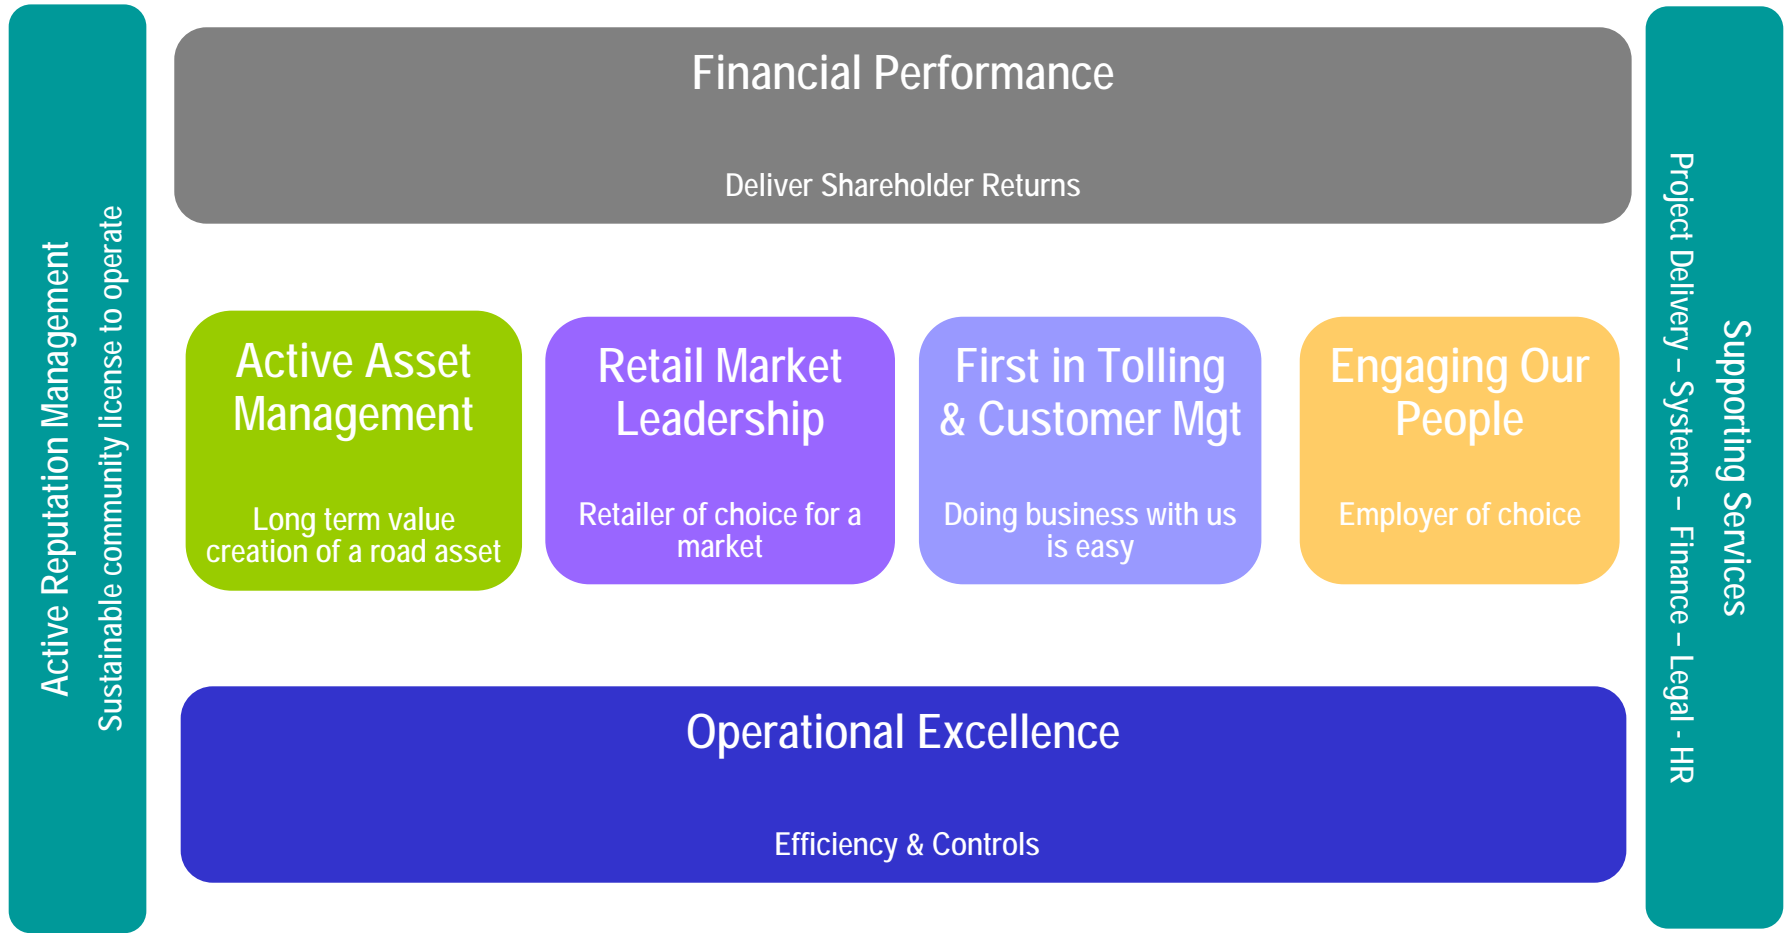 Active Reputation Management
Sustainable community license to operate
Financial Performance
Deliver Shareholder Returns
Active Asset
Management
Long term value
creation of a road asset
Retail Market
Leadership
Retailer of choice for a
market
First in Tolling
& Customer Mgt
Doing business with us
is easy
Engaging Our
People
Employer of choice
Operational Excellence
Efficiency & Controls
Supporting Services
Project Delivery – Systems – Finance – Legal - HR